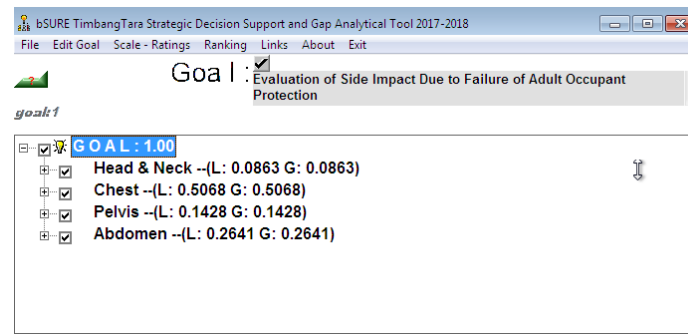 bSURE TimbangTara Strategic Decision Support and Gap Analytical Tool 2017-2018
File Edit Goal Scale - Ratings Ranking Links About Exit
Goal :
Evaluation of Side Impact Due to Failure of Adult Occupant
Protection
goal:1
G O A L : 1.00
Head & Neck --(L: 0.0863 G: 0.0863)
Chest --(L: 0.5068 G: 0.5068)
Pelvis --(L: 0.1428 G: 0.1428)
Abdomen --(L: 0.2641 G: 0.2641)